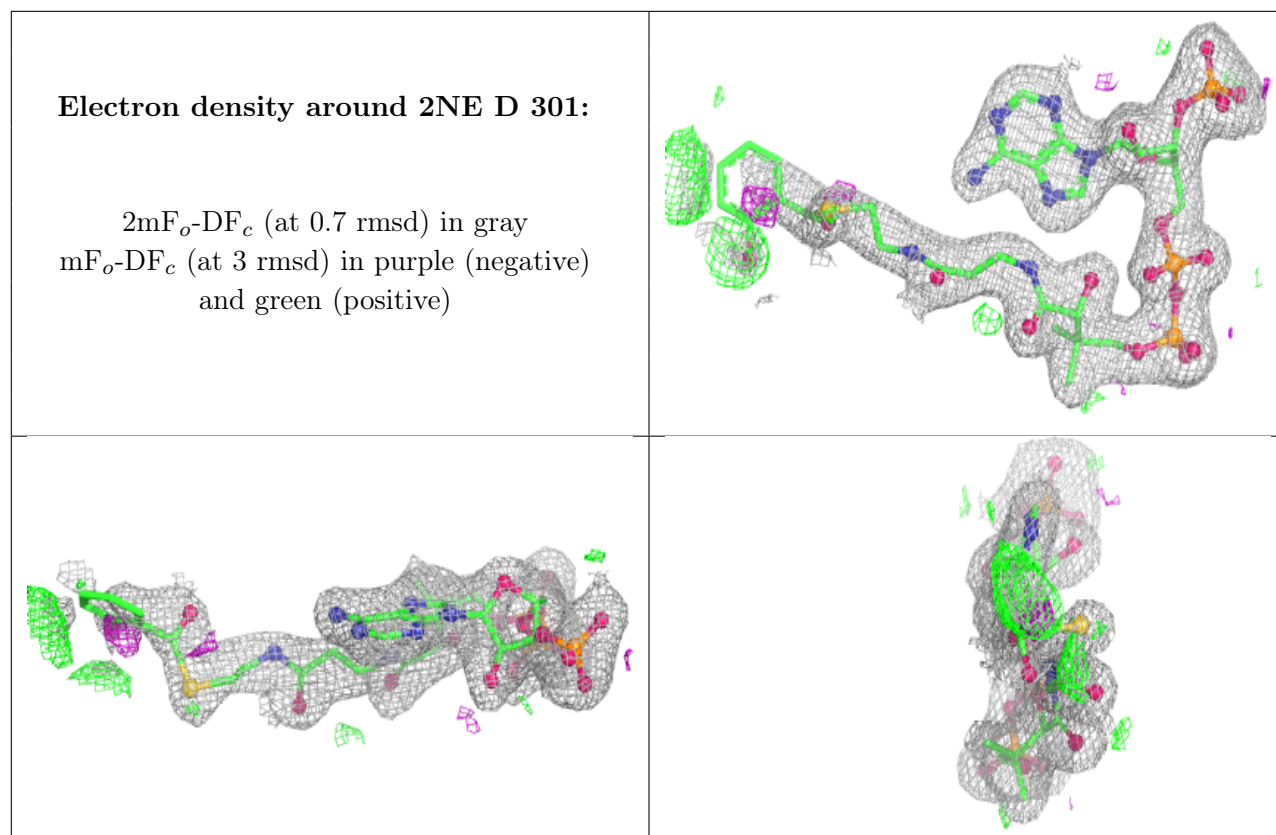 Electron density around 2NE D 301:
2mFₒ-DF𝒸 (at 0.7 rmsd) in gray
mFₒ-DF𝒸 (at 3 rmsd) in purple (negative)
and green (positive)